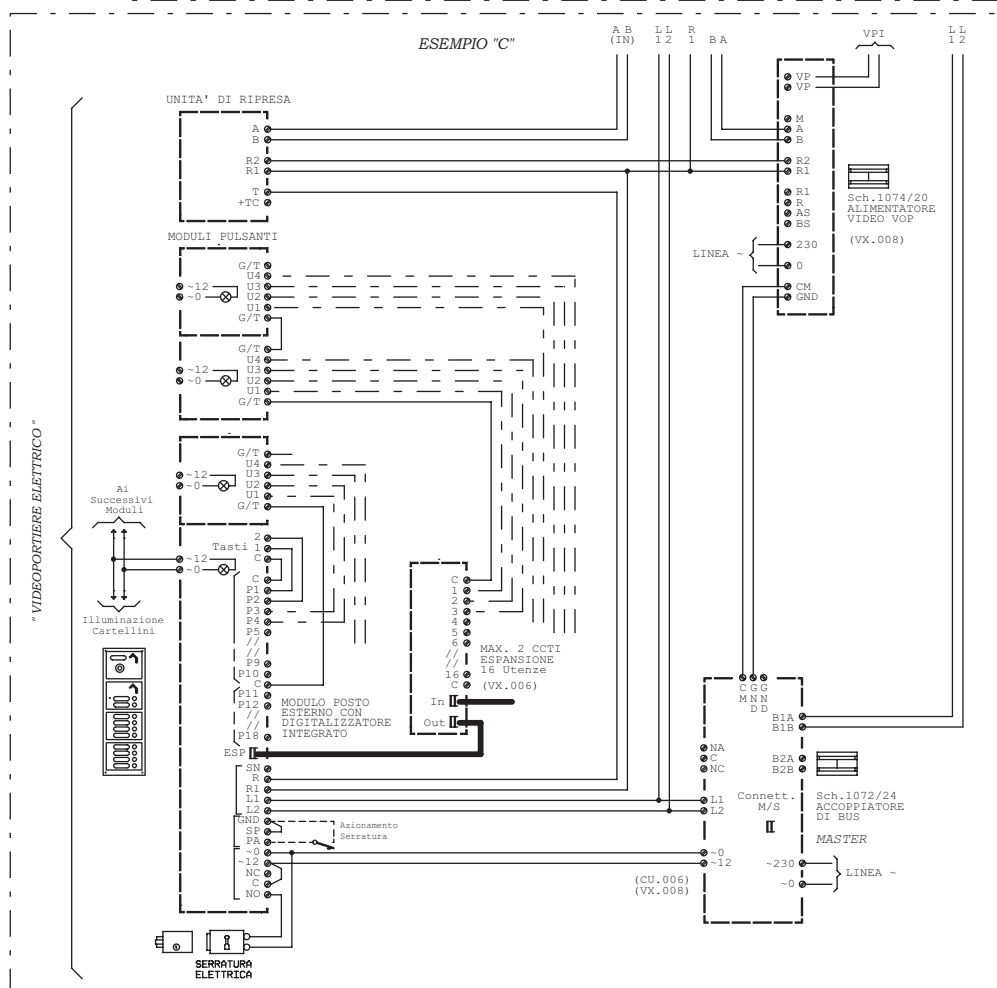 ESEMPIO "C"
A B
(IN)
L L
1 2
R
1
B A
VPI
L L
1 2
UNITA' DI RIPRESA
A
B
R2
R1
T
+TC
MODULI PULSANTI
G/T
U4
U3
U2
U1
G/T
~12
~0
G/T
U4
U3
U2
U1
G/T
~12
~0
G/T
U4
U3
U2
U1
G/T
~12
~0
"VIDEOPORTIERE ELETTRICO"
Ai
Successivi
Moduli
Illuminazione
Cartellini
~12
~0
Tasti
2
1
C
C
P1
P2
P3
P4
P5
//
//
P9
P10
C
P11
P12
//
//
P18
ESP
SN
R
R1
L1
L2
GND
SP
PA
~0
~12
NC
C
NO
MODULO POSTO
ESTERNO CON
DIGITALIZZATORE
INTEGRATO
Azionamento
Serratura
SERRATURA
ELETTRICA
C
1
2
3
4
5
6
//
//
16
C
In
Out
MAX. 2 CCTI
ESPANSIONE
16 Utenze
(VX.006)
VP
VP
M
A
B
R2
R1
R1
R
AS
BS
230
0
CM
GND
LINEA ~
Sch.1074/20
ALIMENTATORE
VIDEO VOP
(VX.008)
C G G
M N N
D D
B1A
B1B
NA
C
NC
B2A
B2B
L1
L2
Connett.
M/S
~0
~12
~230
~0
LINEA ~
Sch.1072/24
ACCOPPIATORE
DI BUS
MASTER
(CU.006)
(VX.008)